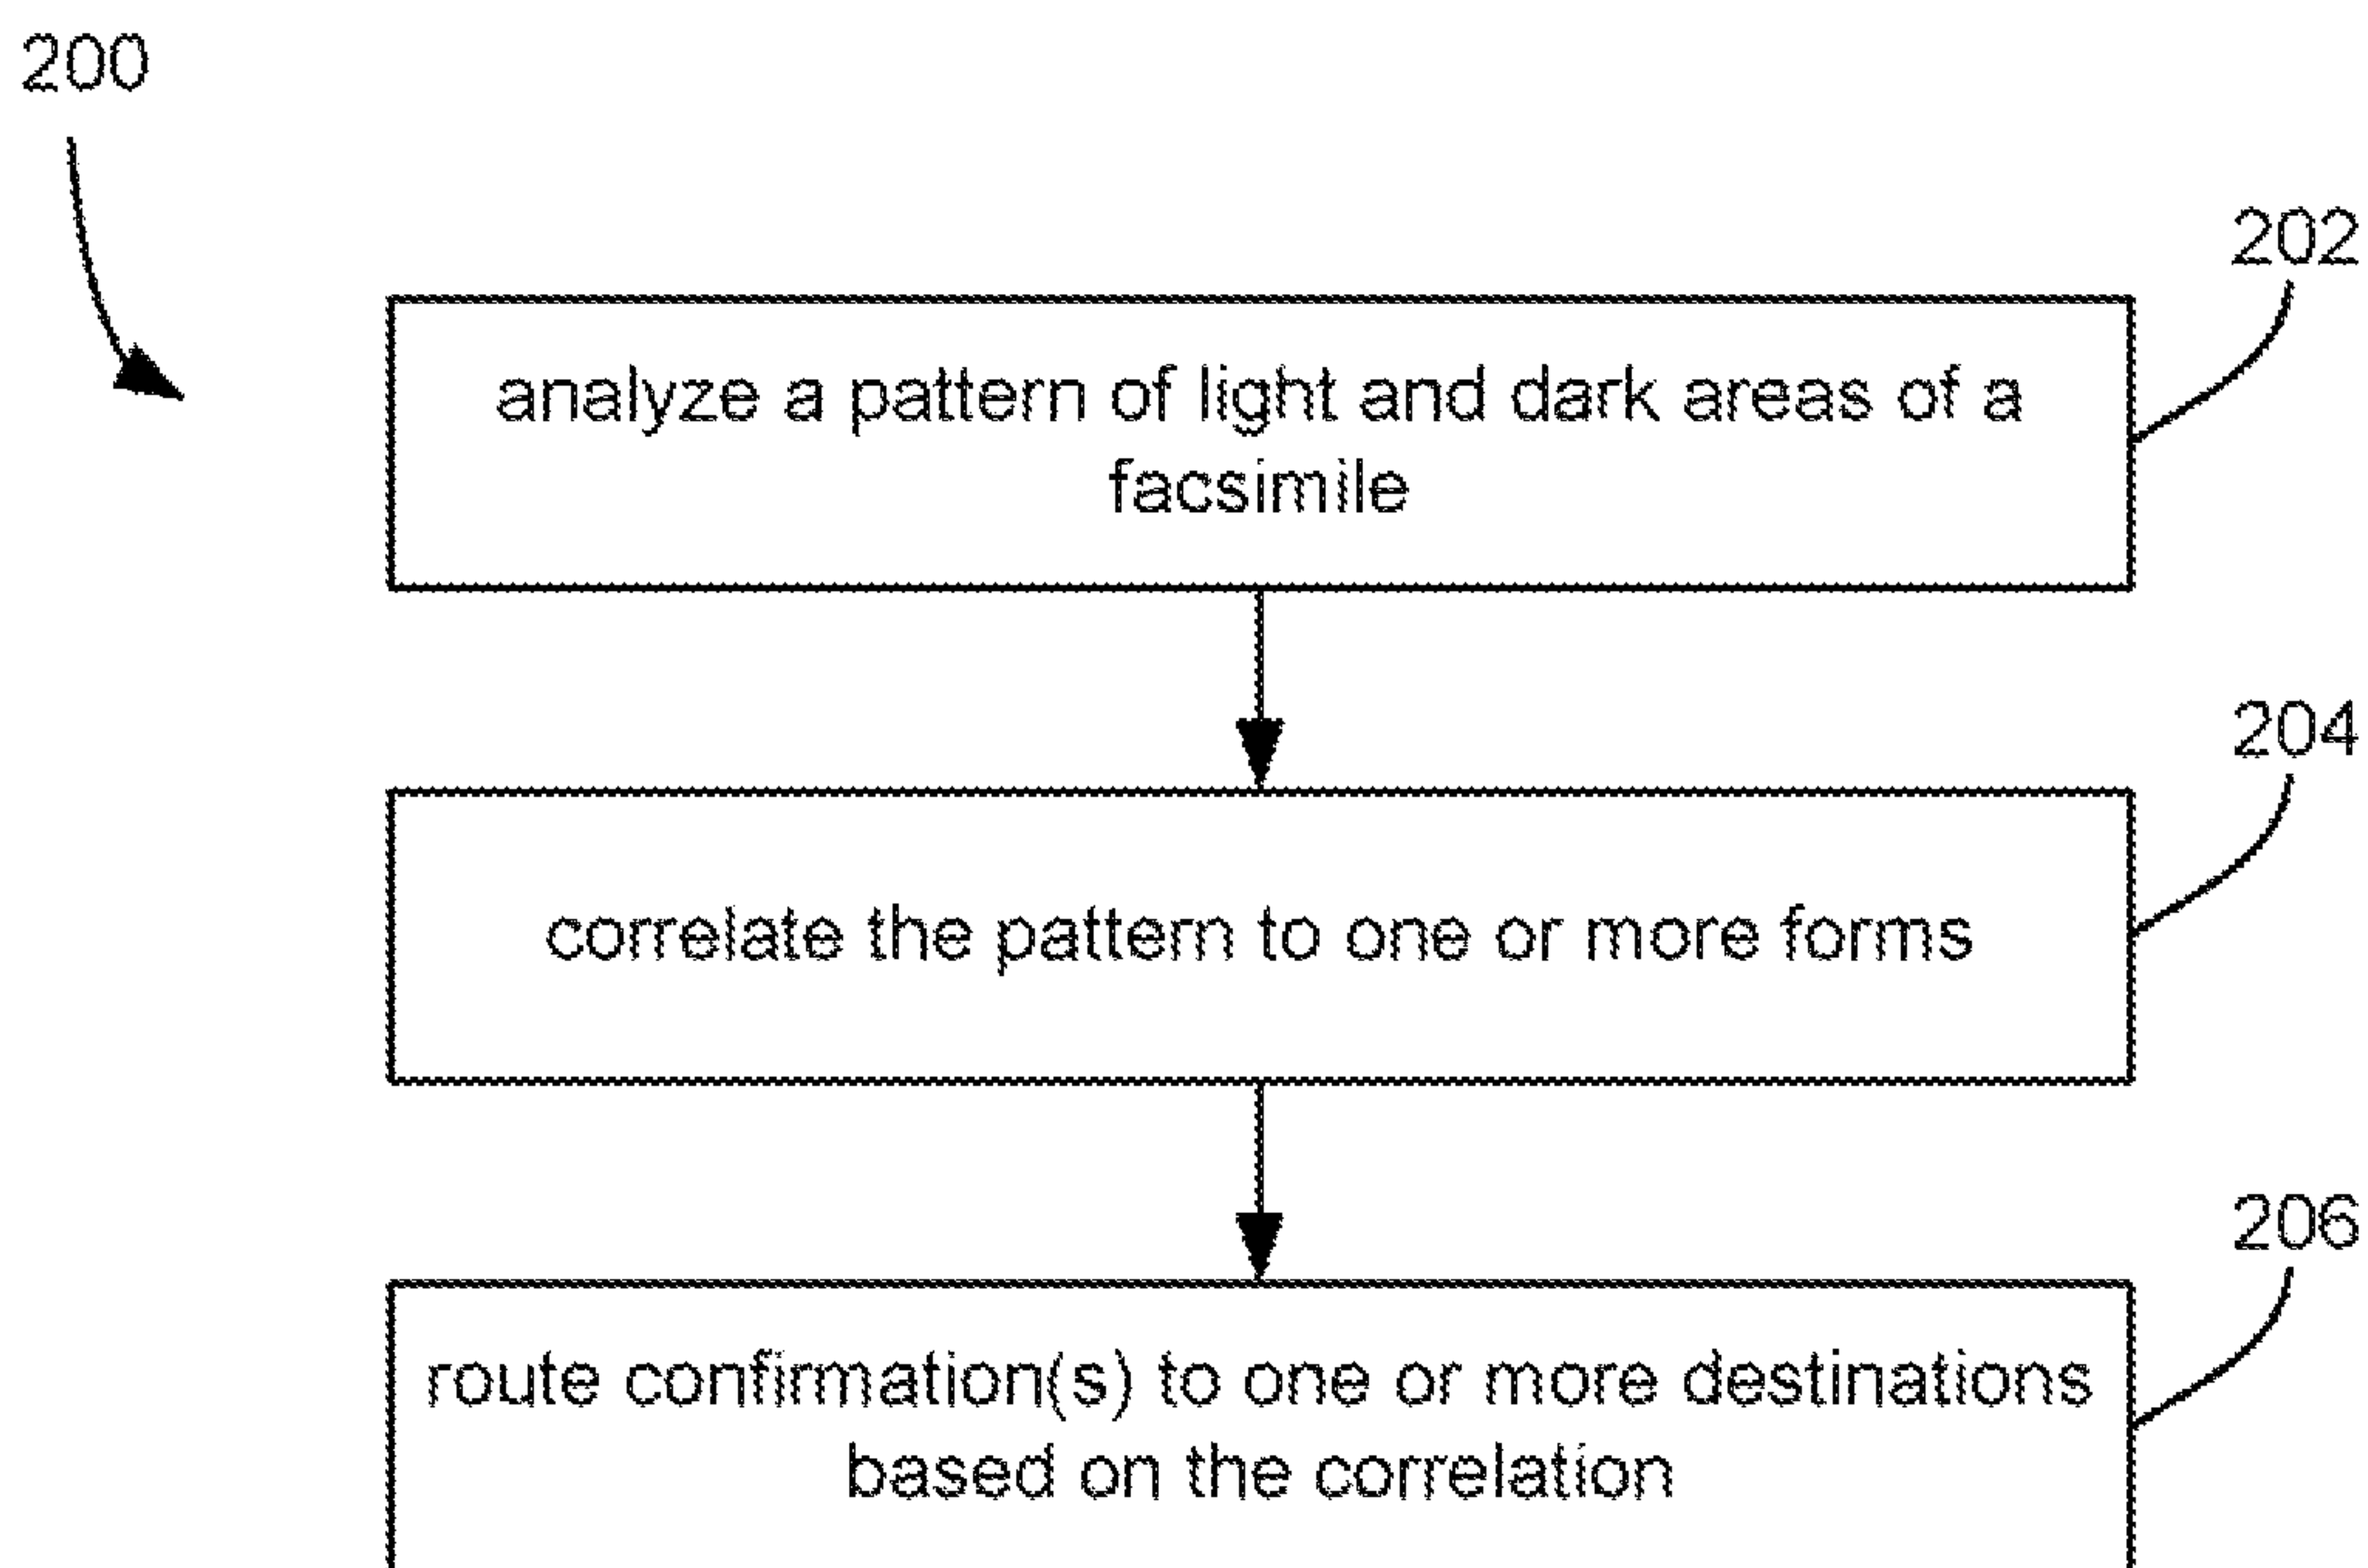 200
202
analyze a pattern of light and dark areas of a
facsimile
204
correlate the pattern to one or more forms
206
route confirmation(s) to one or more destinations
based on the correlation